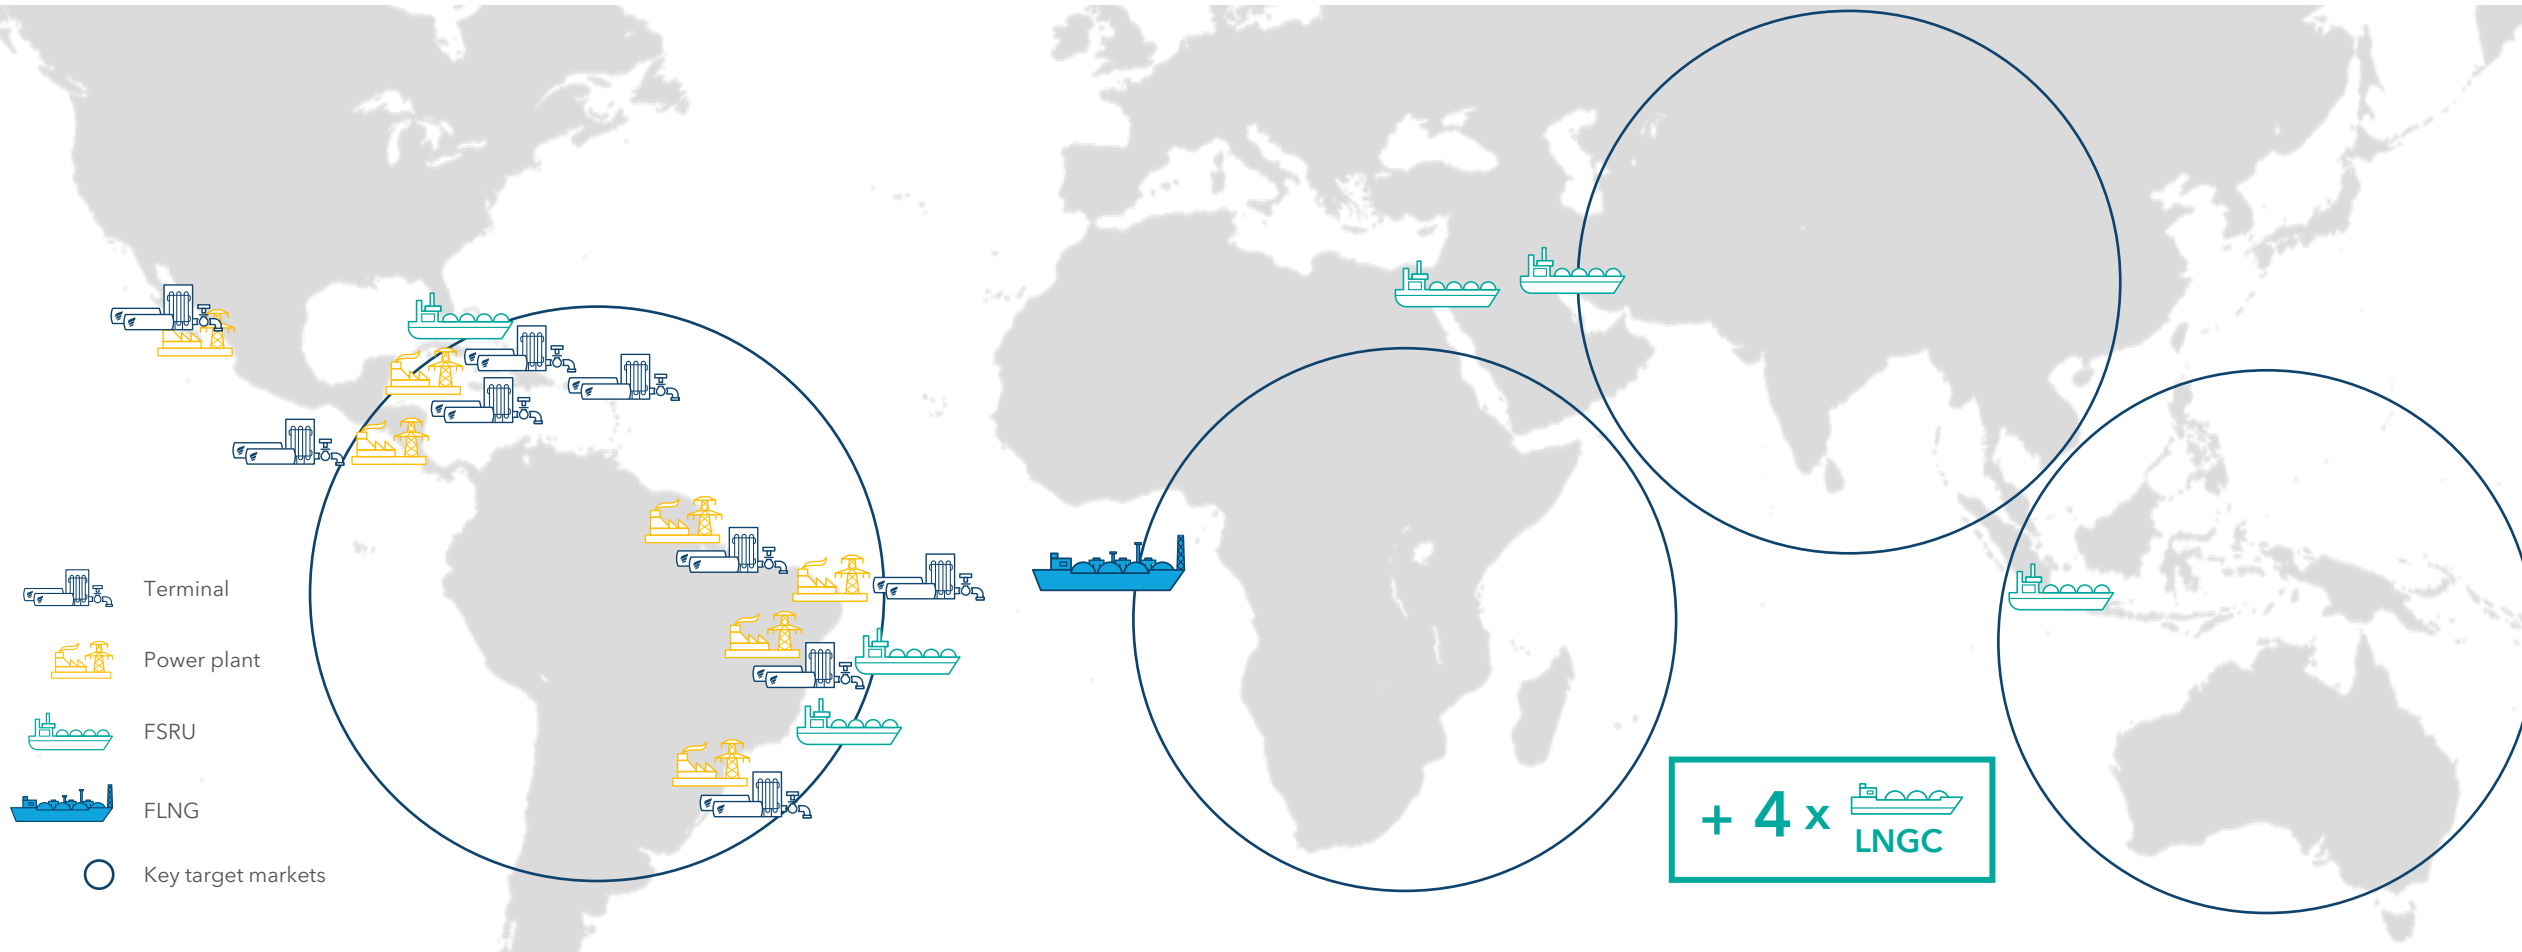 Terminal
Power plant
FSRU
FLNG
Key target markets
+ 4 x
LNGC